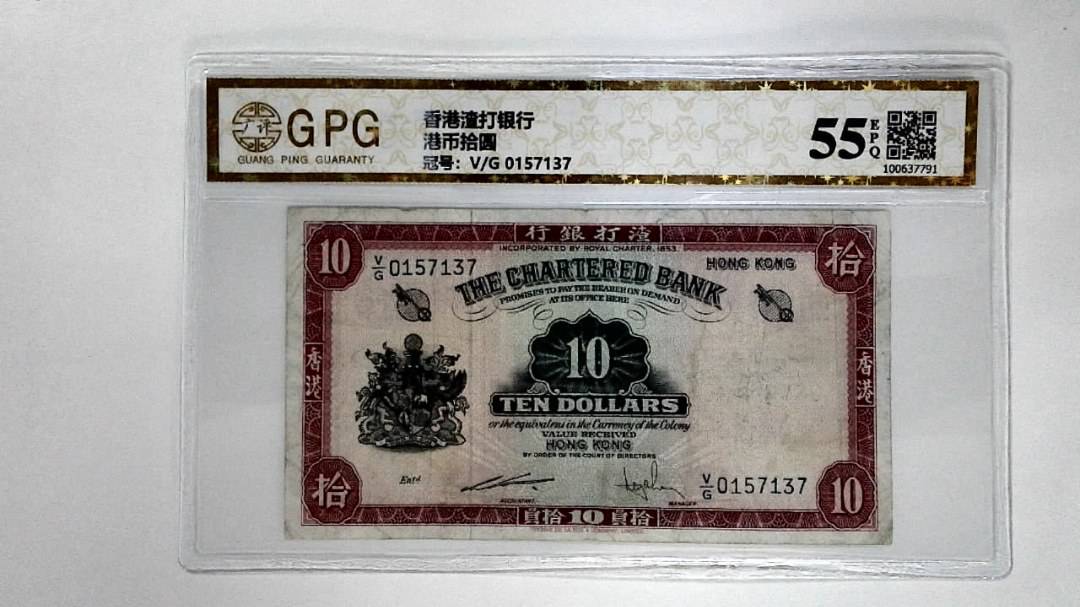 GPG
GUANG PING GUARANTY
香港渣打银行
港币拾圆
冠号: V/G 0157137
55 EPQ
100637791
行銀打渣
INCORPORATED BY ROYAL CHARTER, 1853.
10
V/G 0157137
HONG KONG
拾
THE CHARTERED BANK
PROMISES TO PAY THE BEARER ON DEMAND
AT ITS OFFICE HERE
10
香港
香港
TEN DOLLARS
or the equivalent in the Currency of the Colony
VALUE RECEIVED
HONG KONG
BY ORDER OF THE COURT OF DIRECTORS
拾
Entd
V/G 0157137
10
ACCOUNTANT
MANAGER
員拾 10 員拾